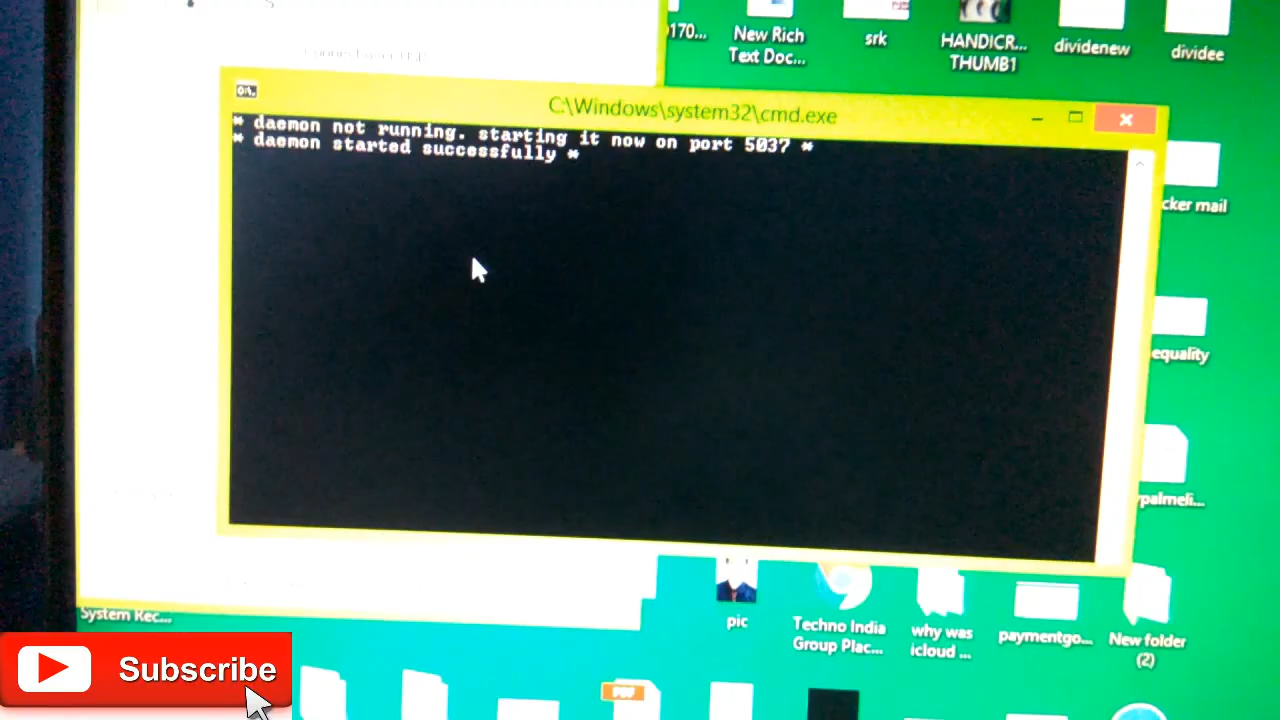 170...
New Rich
Text Doc...
srk
HANDICR...
THUMB1
dividenew
dividee
C:\Windows\system32\cmd.exe
* daemon not running. starting it now on port 5037 *
* daemon started successfully *
cker mail
equality
palmeli...
System Rec...
pic
Techno India
Group Plac...
why was
icloud ...
paymentgo...
New folder
(2)
Subscribe
PDF